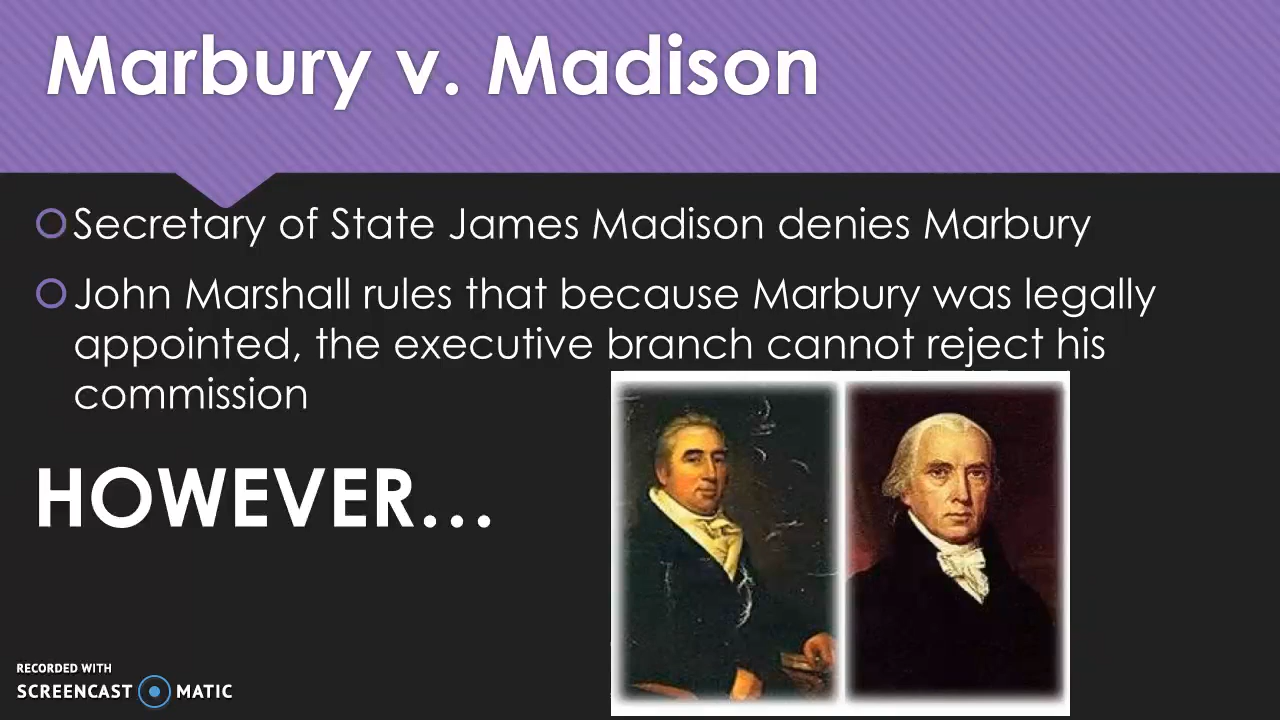 Marbury v. Madison
Secretary of State James Madison denies Marbury
John Marshall rules that because Marbury was legally
appointed, the executive branch cannot reject his
commission
HOWEVER...
RECORDED WITH
SCREENCAST MATIC